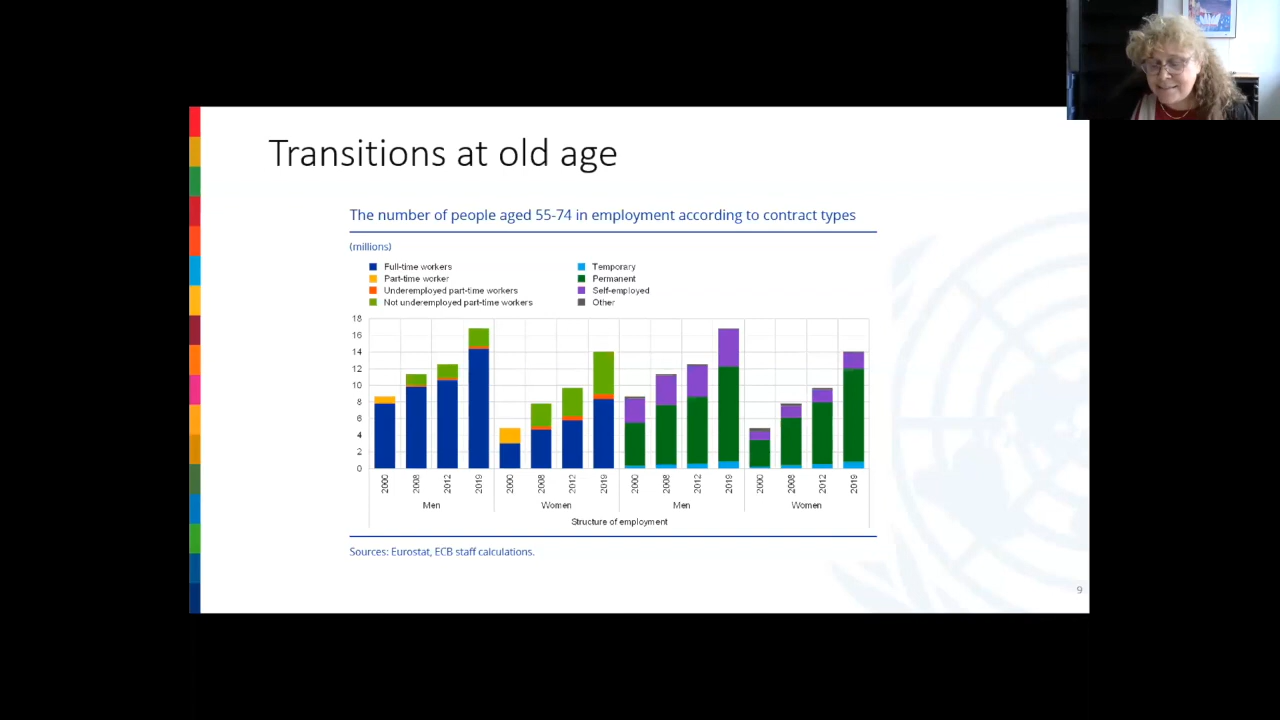 Transitions at old age
The number of people aged 55-74 in employment according to contract types
(millions)
Full-time workers
Part-time worker
Underemployed part-time workers
Not underemployed part-time workers
Temporary
Permanent
Self-employed
Other
18
16
14
12
10
8
6
4
2
0
2000
2008
2012
2019
2000
2008
2012
2019
2000
2008
2012
2019
2000
2008
2012
2019
Men
Women
Men
Women
Structure of employment
Sources: Eurostat, ECB staff calculations.
9